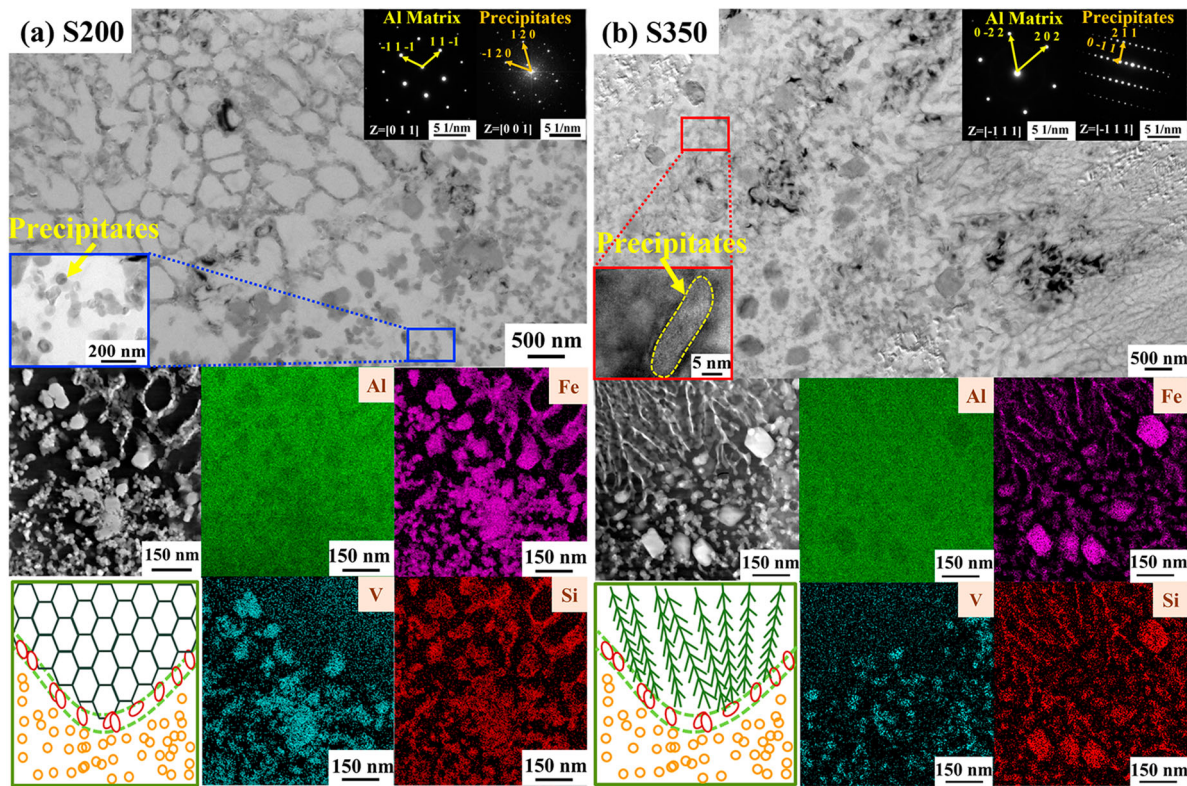 (a) S200
Al Matrix
-1 1 -1
1 1 -1
Z=[0 1 1]
5 1/nm
Precipitates
1 2 0
-1 2 0
Z=[0 0 1]
5 1/nm
Precipitates
200 nm
500 nm
Al
Fe
150 nm
150 nm
150 nm
V
Si
150 nm
150 nm
(b) S350
Al Matrix
0 -2 2
2 0 2
Z=[-1 1 1]
5 1/nm
Precipitates
2 1 1
0 -1 1
Z=[-1 1 1]
5 1/nm
Precipitates
5 nm
500 nm
Al
Fe
150 nm
150 nm
150 nm
V
Si
150 nm
150 nm